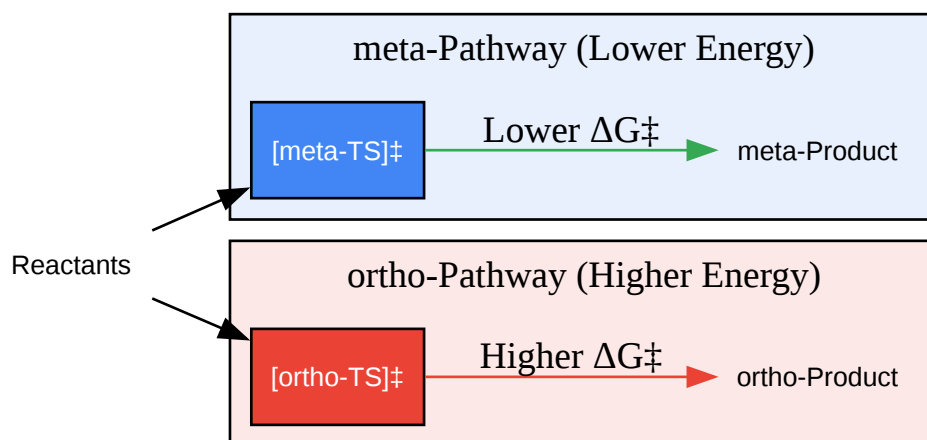 meta-Pathway (Lower Energy)
[meta-TS]‡
Lower ΔG‡
meta-Product
Reactants
ortho-Pathway (Higher Energy)
[ortho-TS]‡
Higher ΔG‡
ortho-Product